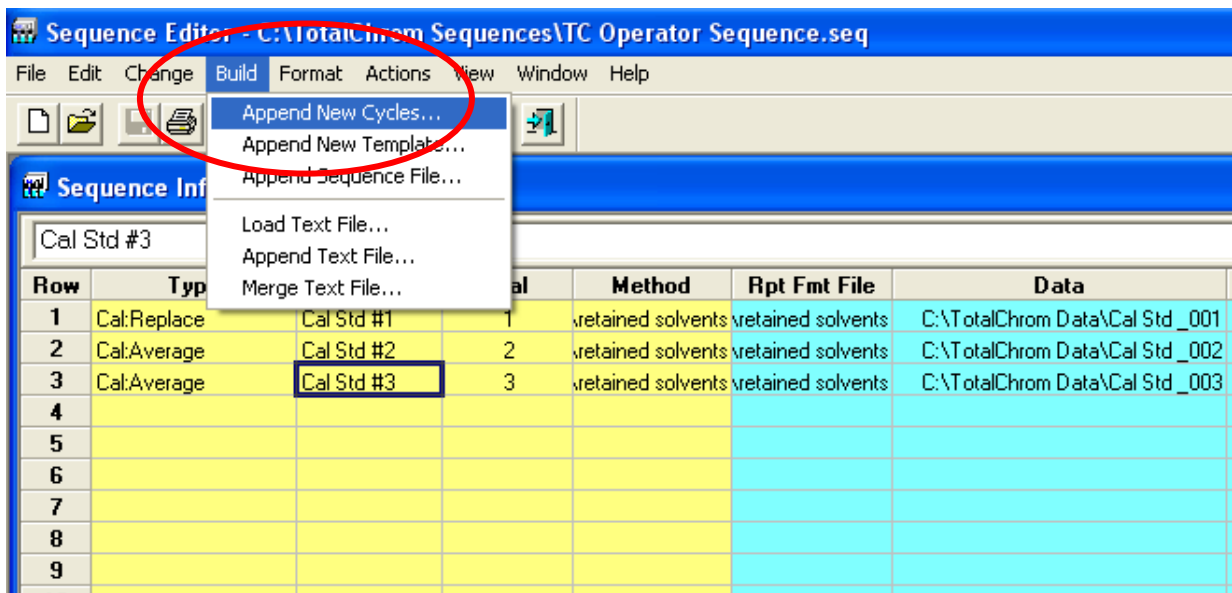 Sequence Editor - C:\TotalChrom Sequences\TC Operator Sequence.seq
File Edit Change Build Format Actions View Window Help
Append New Cycles...
Append New Template...
Append Sequence File...
Load Text File...
Append Text File...
Merge Text File...
Sequence Inf
Cal Std #3
Row Typ al Method Rpt Fmt File Data
1 Cal:Replace Cal Std #1 1 \retained solvents \retained solvents C:\TotalChrom Data\Cal Std _001
2 Cal:Average Cal Std #2 2 \retained solvents \retained solvents C:\TotalChrom Data\Cal Std _002
3 Cal:Average Cal Std #3 3 \retained solvents \retained solvents C:\TotalChrom Data\Cal Std _003
4
5
6
7
8
9